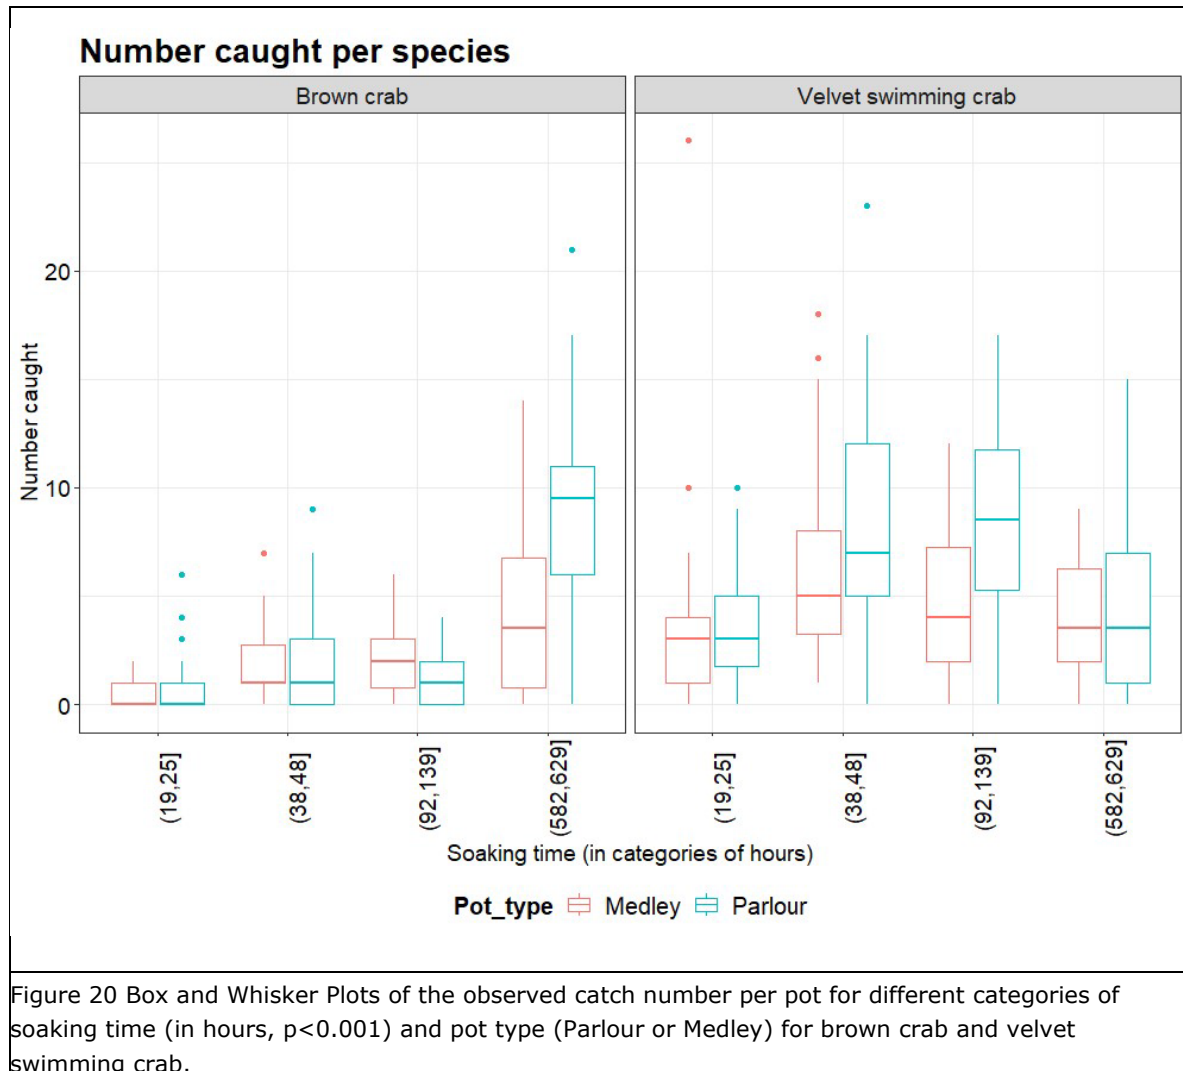 Number caught per species
Brown crab
Velvet swimming crab
Number caught
20
10
0
(19,25]
(38,48]
(92,139]
(582,629]
(19,25]
(38,48]
(92,139]
(582,629]
Soaking time (in categories of hours)
Pot_type Medley Parlour
Figure 20 Box and Whisker Plots of the observed catch number per pot for different categories of
soaking time (in hours, p<0.001) and pot type (Parlour or Medley) for brown crab and velvet
swimming crab.